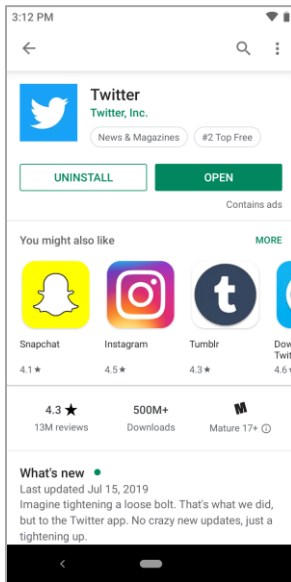 3:12 PM
Twitter
Twitter, Inc.
News & Magazines
#2 Top Free
UNINSTALL
OPEN
Contains ads
You might also like
MORE
Snapchat
Instagram
Tumblr
4.1★
4.5★
4.3★
4.6
4.3 ★
500M+
M
13M reviews
Downloads
Mature 17+
What's new
Last updated Jul 15, 2019
Imagine tightening a loose bolt. That's what we did,
but to the Twitter app. No crazy new updates, just a
tightening up.